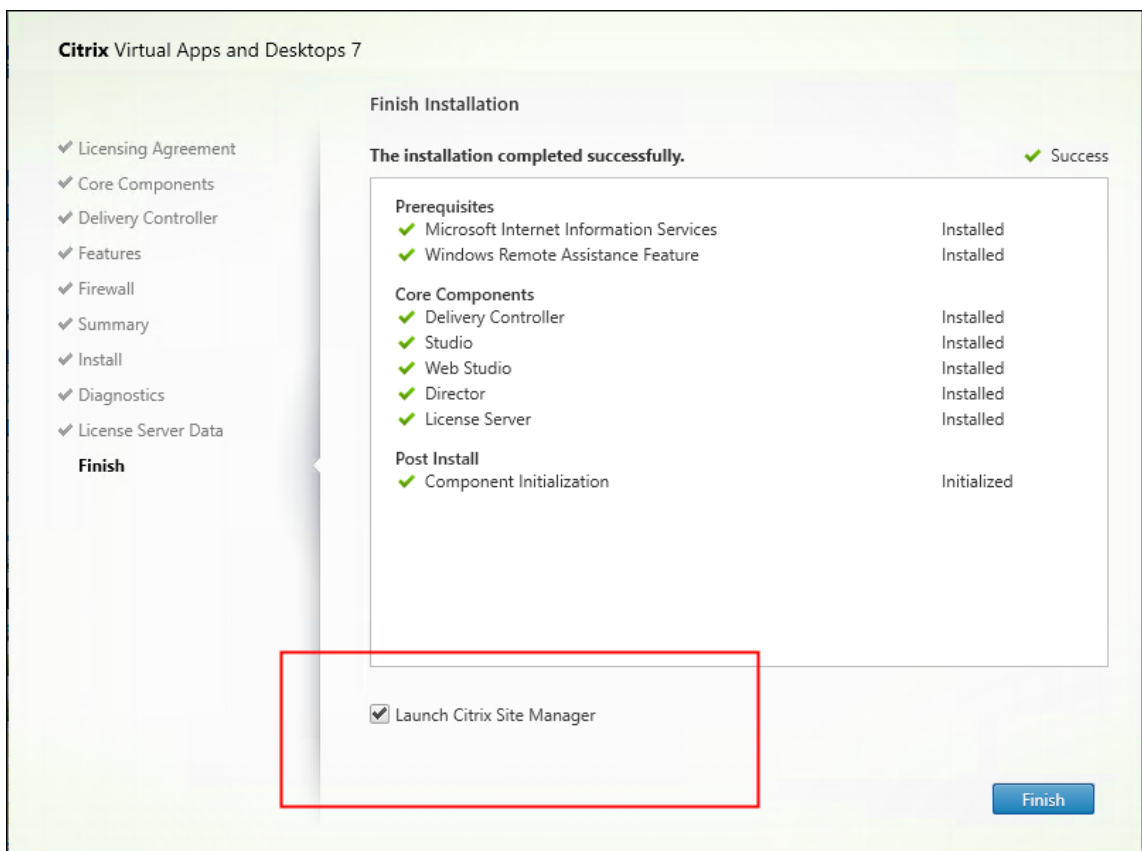 Citrix Virtual Apps and Desktops 7
Licensing Agreement
Core Components
Delivery Controller
Features
Firewall
Summary
Install
Diagnostics
License Server Data
Finish
Finish Installation
The installation completed successfully. Success
Prerequisites
Microsoft Internet Information Services Installed
Windows Remote Assistance Feature Installed
Core Components
Delivery Controller Installed
Studio Installed
Web Studio Installed
Director Installed
License Server Installed
Post Install
Component Initialization Initialized
Launch Citrix Site Manager
Finish